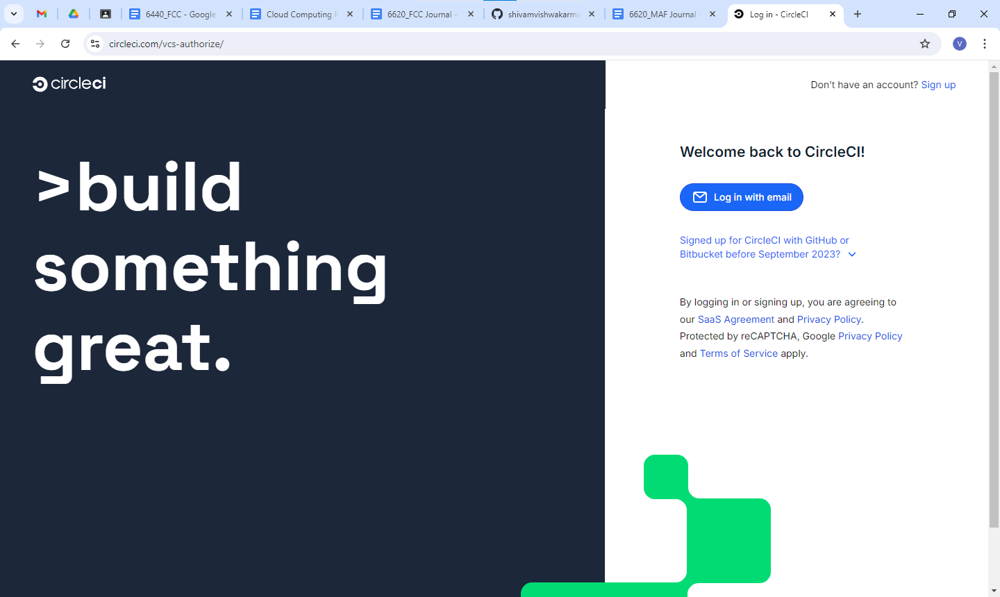 6440_FCC - Google
Cloud Computing P
6620_FCC Journal -
shivamvishwakarma
6620_MAF Journal -
Log in - CircleCI
circleci.com/vcs-authorize/
V
circleci
Don't have an account? Sign up
>build
something
great.
Welcome back to CircleCI!
Log in with email
Signed up for CircleCI with GitHub or
Bitbucket before September 2023?
By logging in or signing up, you are agreeing to
our SaaS Agreement and Privacy Policy.
Protected by reCAPTCHA, Google Privacy Policy
and Terms of Service apply.